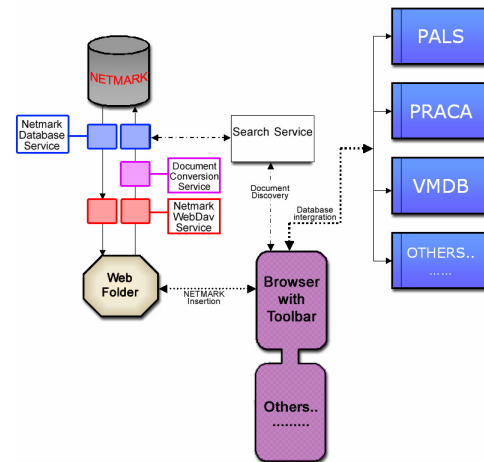 NETMARK
PALS
Netmark
Database
Service
Search Service
PRACA
Document
Conversion
Service
Document
Discovery
VMDB
Netmark
WebDav
Service
Database
intergration
OTHERS..
......
Web
Folder
NETMARK
Insertion
Browser
with
Toolbar
Others..
.........